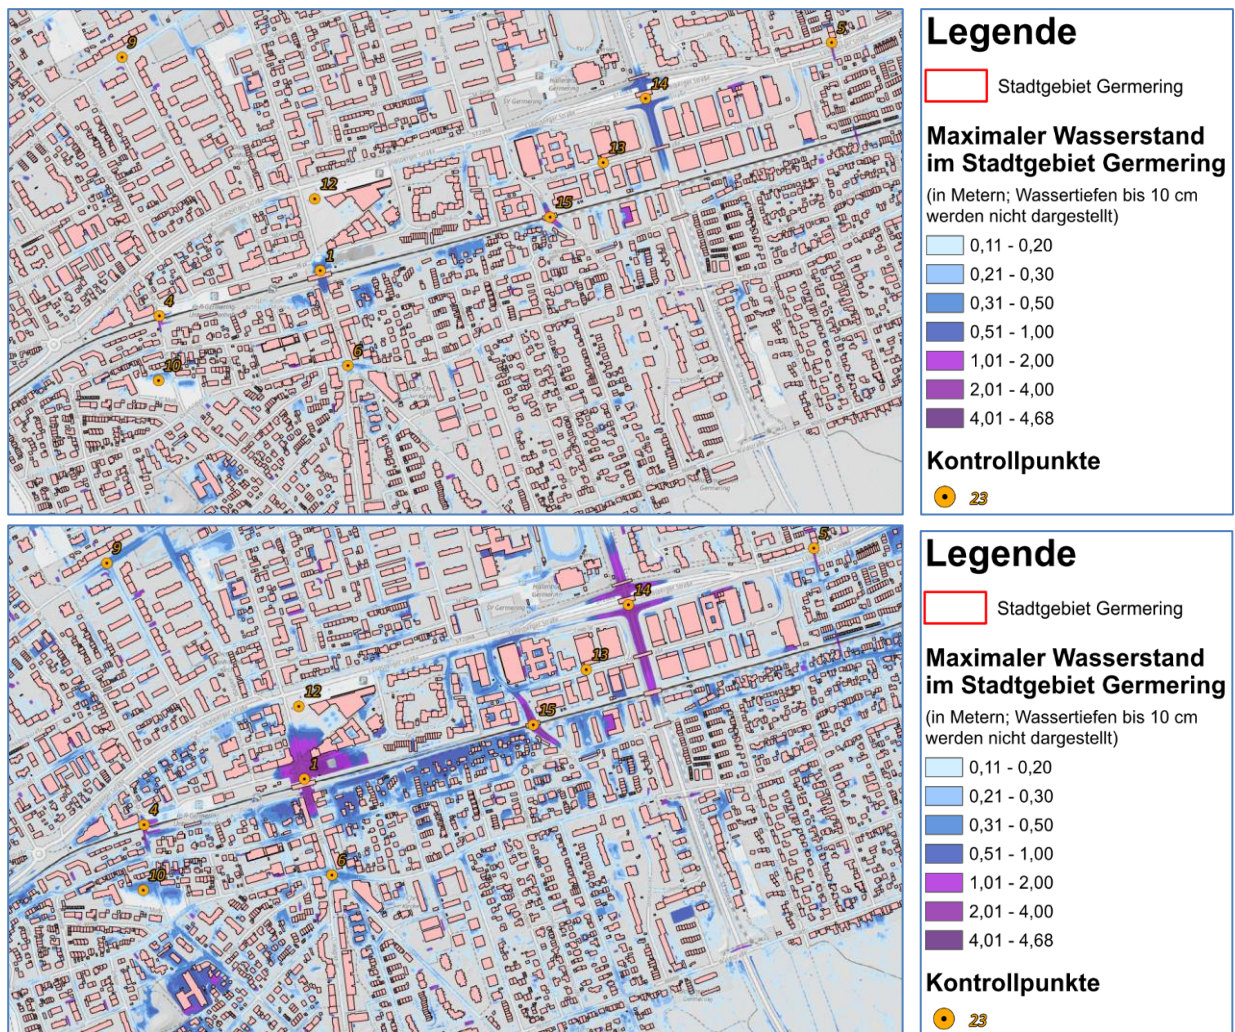 9
5
14
13
12
15
1
4
10
6
SV Germering
Legende
Stadtgebiet Germering
Maximaler Wasserstand
im Stadtgebiet Germering
(in Metern; Wassertiefen bis 10 cm
werden nicht dargestellt)
0,11 - 0,20
0,21 - 0,30
0,31 - 0,50
0,51 - 1,00
1,01 - 2,00
2,01 - 4,00
4,01 - 4,68
Kontrollpunkte
23
9
5
14
13
12
15
1
4
10
6
SV Germering
Legende
Stadtgebiet Germering
Maximaler Wasserstand
im Stadtgebiet Germering
(in Metern; Wassertiefen bis 10 cm
werden nicht dargestellt)
0,11 - 0,20
0,21 - 0,30
0,31 - 0,50
0,51 - 1,00
1,01 - 2,00
2,01 - 4,00
4,01 - 4,68
Kontrollpunkte
23